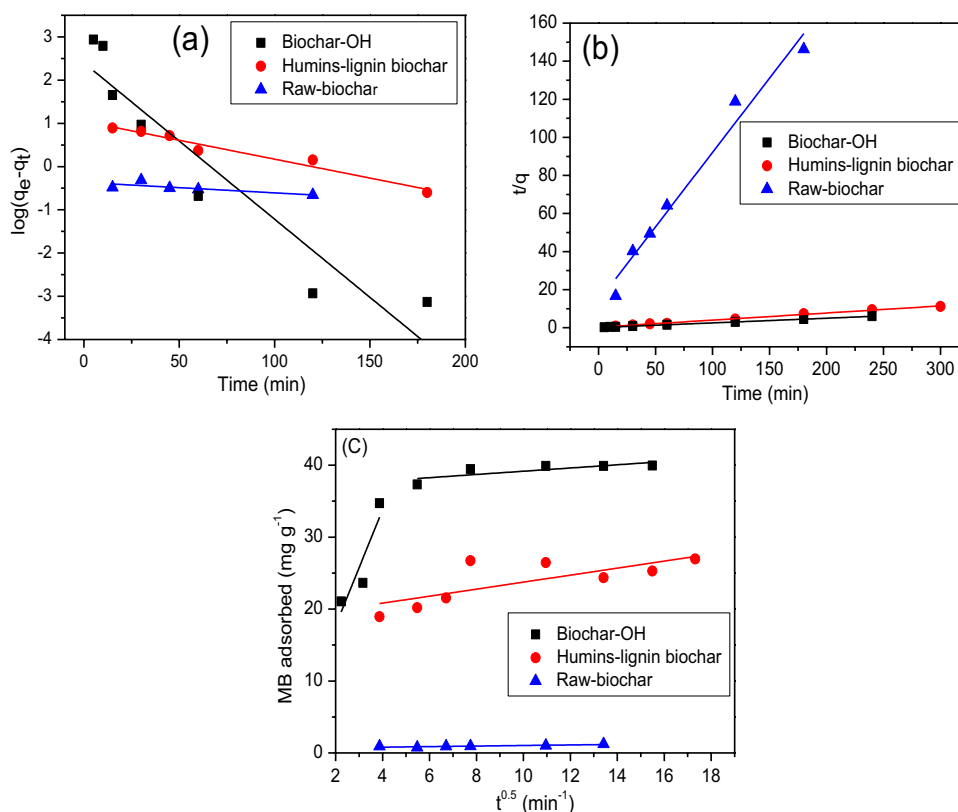 (a)
Biochar-OH
Humins-lignin biochar
Raw-biochar
log(qe-qt)
3
2
1
0
-1
-2
-3
-4
0 50 100 150 200
Time (min)
(b)
Biochar-OH
Humins-lignin biochar
Raw-biochar
t/q
160
140
120
100
80
60
40
20
0
0 50 100 150 200 250 300
Time (min)
(C)
Biochar-OH
Humins-lignin biochar
Raw-biochar
MB adsorbed (mg g-1)
40
30
20
10
0
2 4 6 8 10 12 14 16 18
t0.5 (min-1)